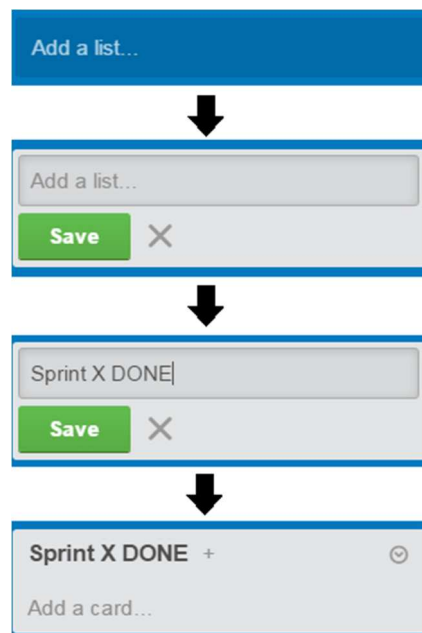 Add a list...
Add a list...
Save
Sprint X DONE
Save
Sprint X DONE +
Add a card...